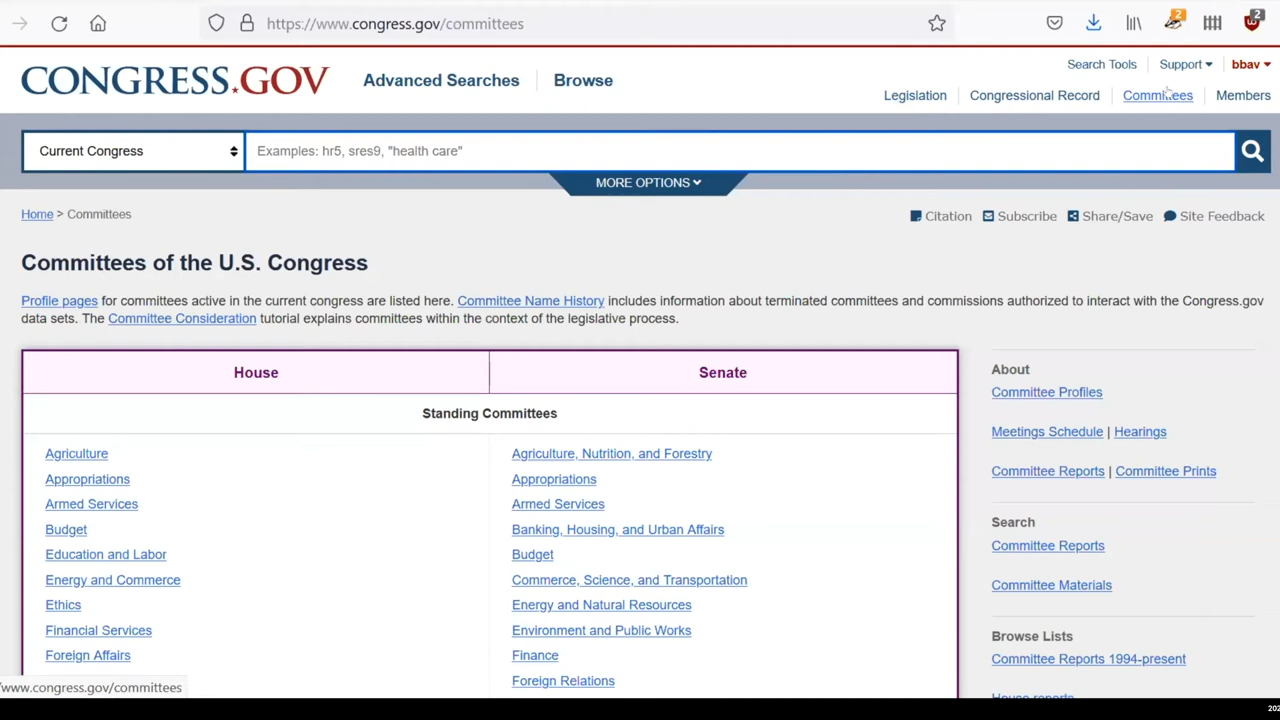 https://www.congress.gov/committees
2
2
CONGRESS.GOV
Advanced Searches
Browse
Search Tools
Support
bbav
Legislation
Congressional Record
Committees
Members
Current Congress
Examples: hr5, sres9, "health care"
MORE OPTIONS
Home > Committees
Citation
Subscribe
Share/Save
Site Feedback
Committees of the U.S. Congress
Profile pages for committees active in the current congress are listed here. Committee Name History includes information about terminated committees and commissions authorized to interact with the Congress.gov
data sets. The Committee Consideration tutorial explains committees within the context of the legislative process.
House
Senate
Standing Committees
Agriculture
Appropriations
Armed Services
Budget
Education and Labor
Energy and Commerce
Ethics
Financial Services
Foreign Affairs
Agriculture, Nutrition, and Forestry
Appropriations
Armed Services
Banking, Housing, and Urban Affairs
Budget
Commerce, Science, and Transportation
Energy and Natural Resources
Environment and Public Works
Finance
Foreign Relations
About
Committee Profiles
Meetings Schedule | Hearings
Committee Reports | Committee Prints
Search
Committee Reports
Committee Materials
Browse Lists
Committee Reports 1994-present
House reports
/www.congress.gov/committees
202